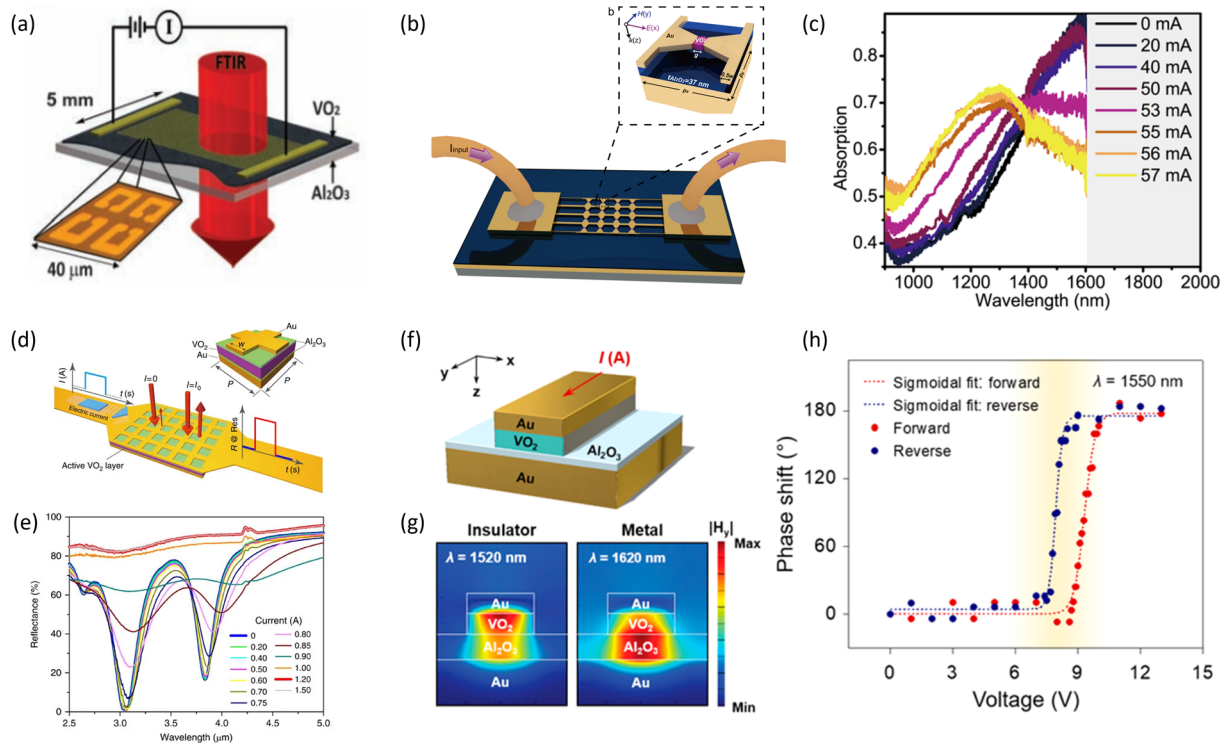 (a)
I
FTIR
5 mm
VO2
Al2O3
40 μm
(b)
b
H(y)
E(x)
k(z)
Au
VO2
g
tAl2O3=37 nm
Iinput
(c)
Absorption
0.9
0.8
0.7
0.6
0.5
0.4
0 mA
20 mA
40 mA
50 mA
53 mA
55 mA
56 mA
57 mA
1000 1200 1400 1600 1800 2000
Wavelength (nm)
(d)
Au
VO2
Al2O3
Au
w
P P
I (A)
t (s)
I=0
I=I0
Electric current
R @ Res
t (s)
Active VO2 layer
(e)
Reflectance (%)
100
80
60
40
20
0
Current (A)
0 0.80
0.20 0.85
0.40 0.90
0.50 1.00
0.60 1.20
0.70 1.50
0.75
2.5 3.0 3.5 4.0 4.5 5.0
Wavelength (μm)
(f)
x
y
z
I (A)
Au
VO2
Al2O3
Au
(g)
Insulator Metal |Hy|
λ = 1520 nm λ = 1620 nm Max
Au Au
VO2 VO2
Al2O3 Al2O3
Au Au
Min
(h)
Sigmoidal fit: forward
Sigmoidal fit: reverse
Forward
Reverse
λ = 1550 nm
Phase shift (°)
180
120
60
0
0 3 6 9 12 15
Voltage (V)